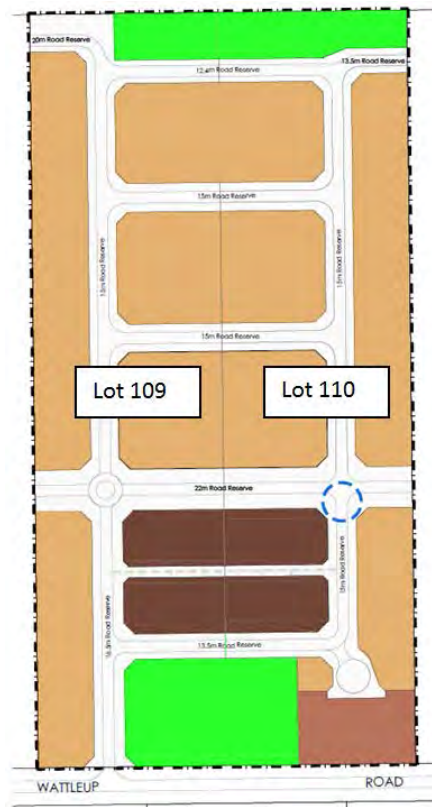 20m Road Reserve
13.5m Road Reserve
12.4m Road Reserve
15m Road Reserve
15m Road Reserve
15m Road Reserve
15m Road Reserve
Lot 109
Lot 110
22m Road Reserve
15m Road Reserve
16.5m Road Reserve
13.5m Road Reserve
WATTLEUP
ROAD